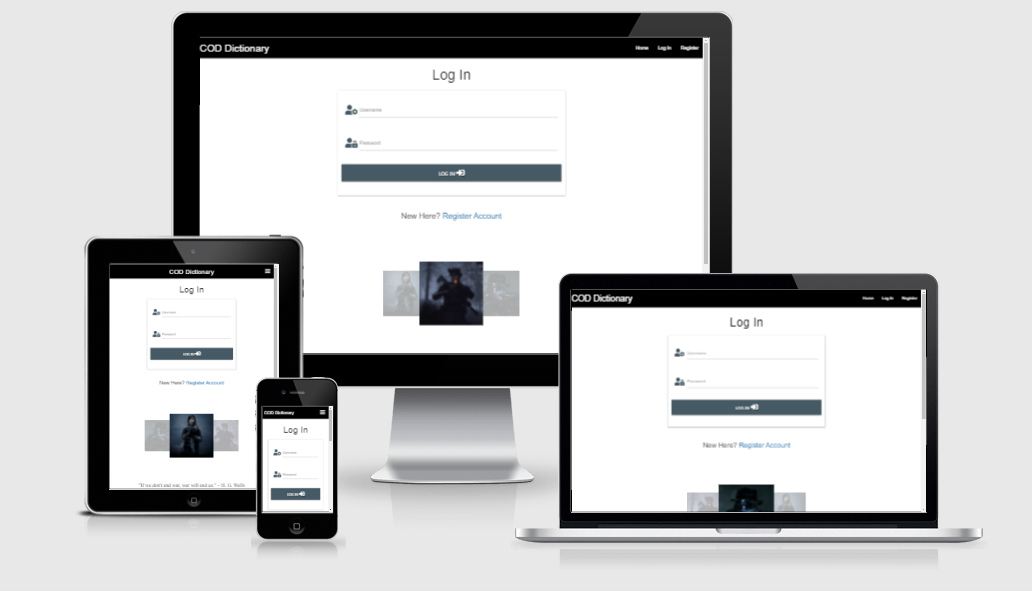 COD Dictionary
Home Log In Register
Log In
Username
Password
LOG IN
New Here? Register Account
COD Dictionary
Log In
Username
Password
LOG IN
New Here? Register Account
"If we don't end war, war will end us." – H. G. Wells
COD Dictionary
Log In
Username
Password
LOG IN
COD Dictionary
Home Log In Register
Log In
Username
Password
LOG IN
New Here? Register Account